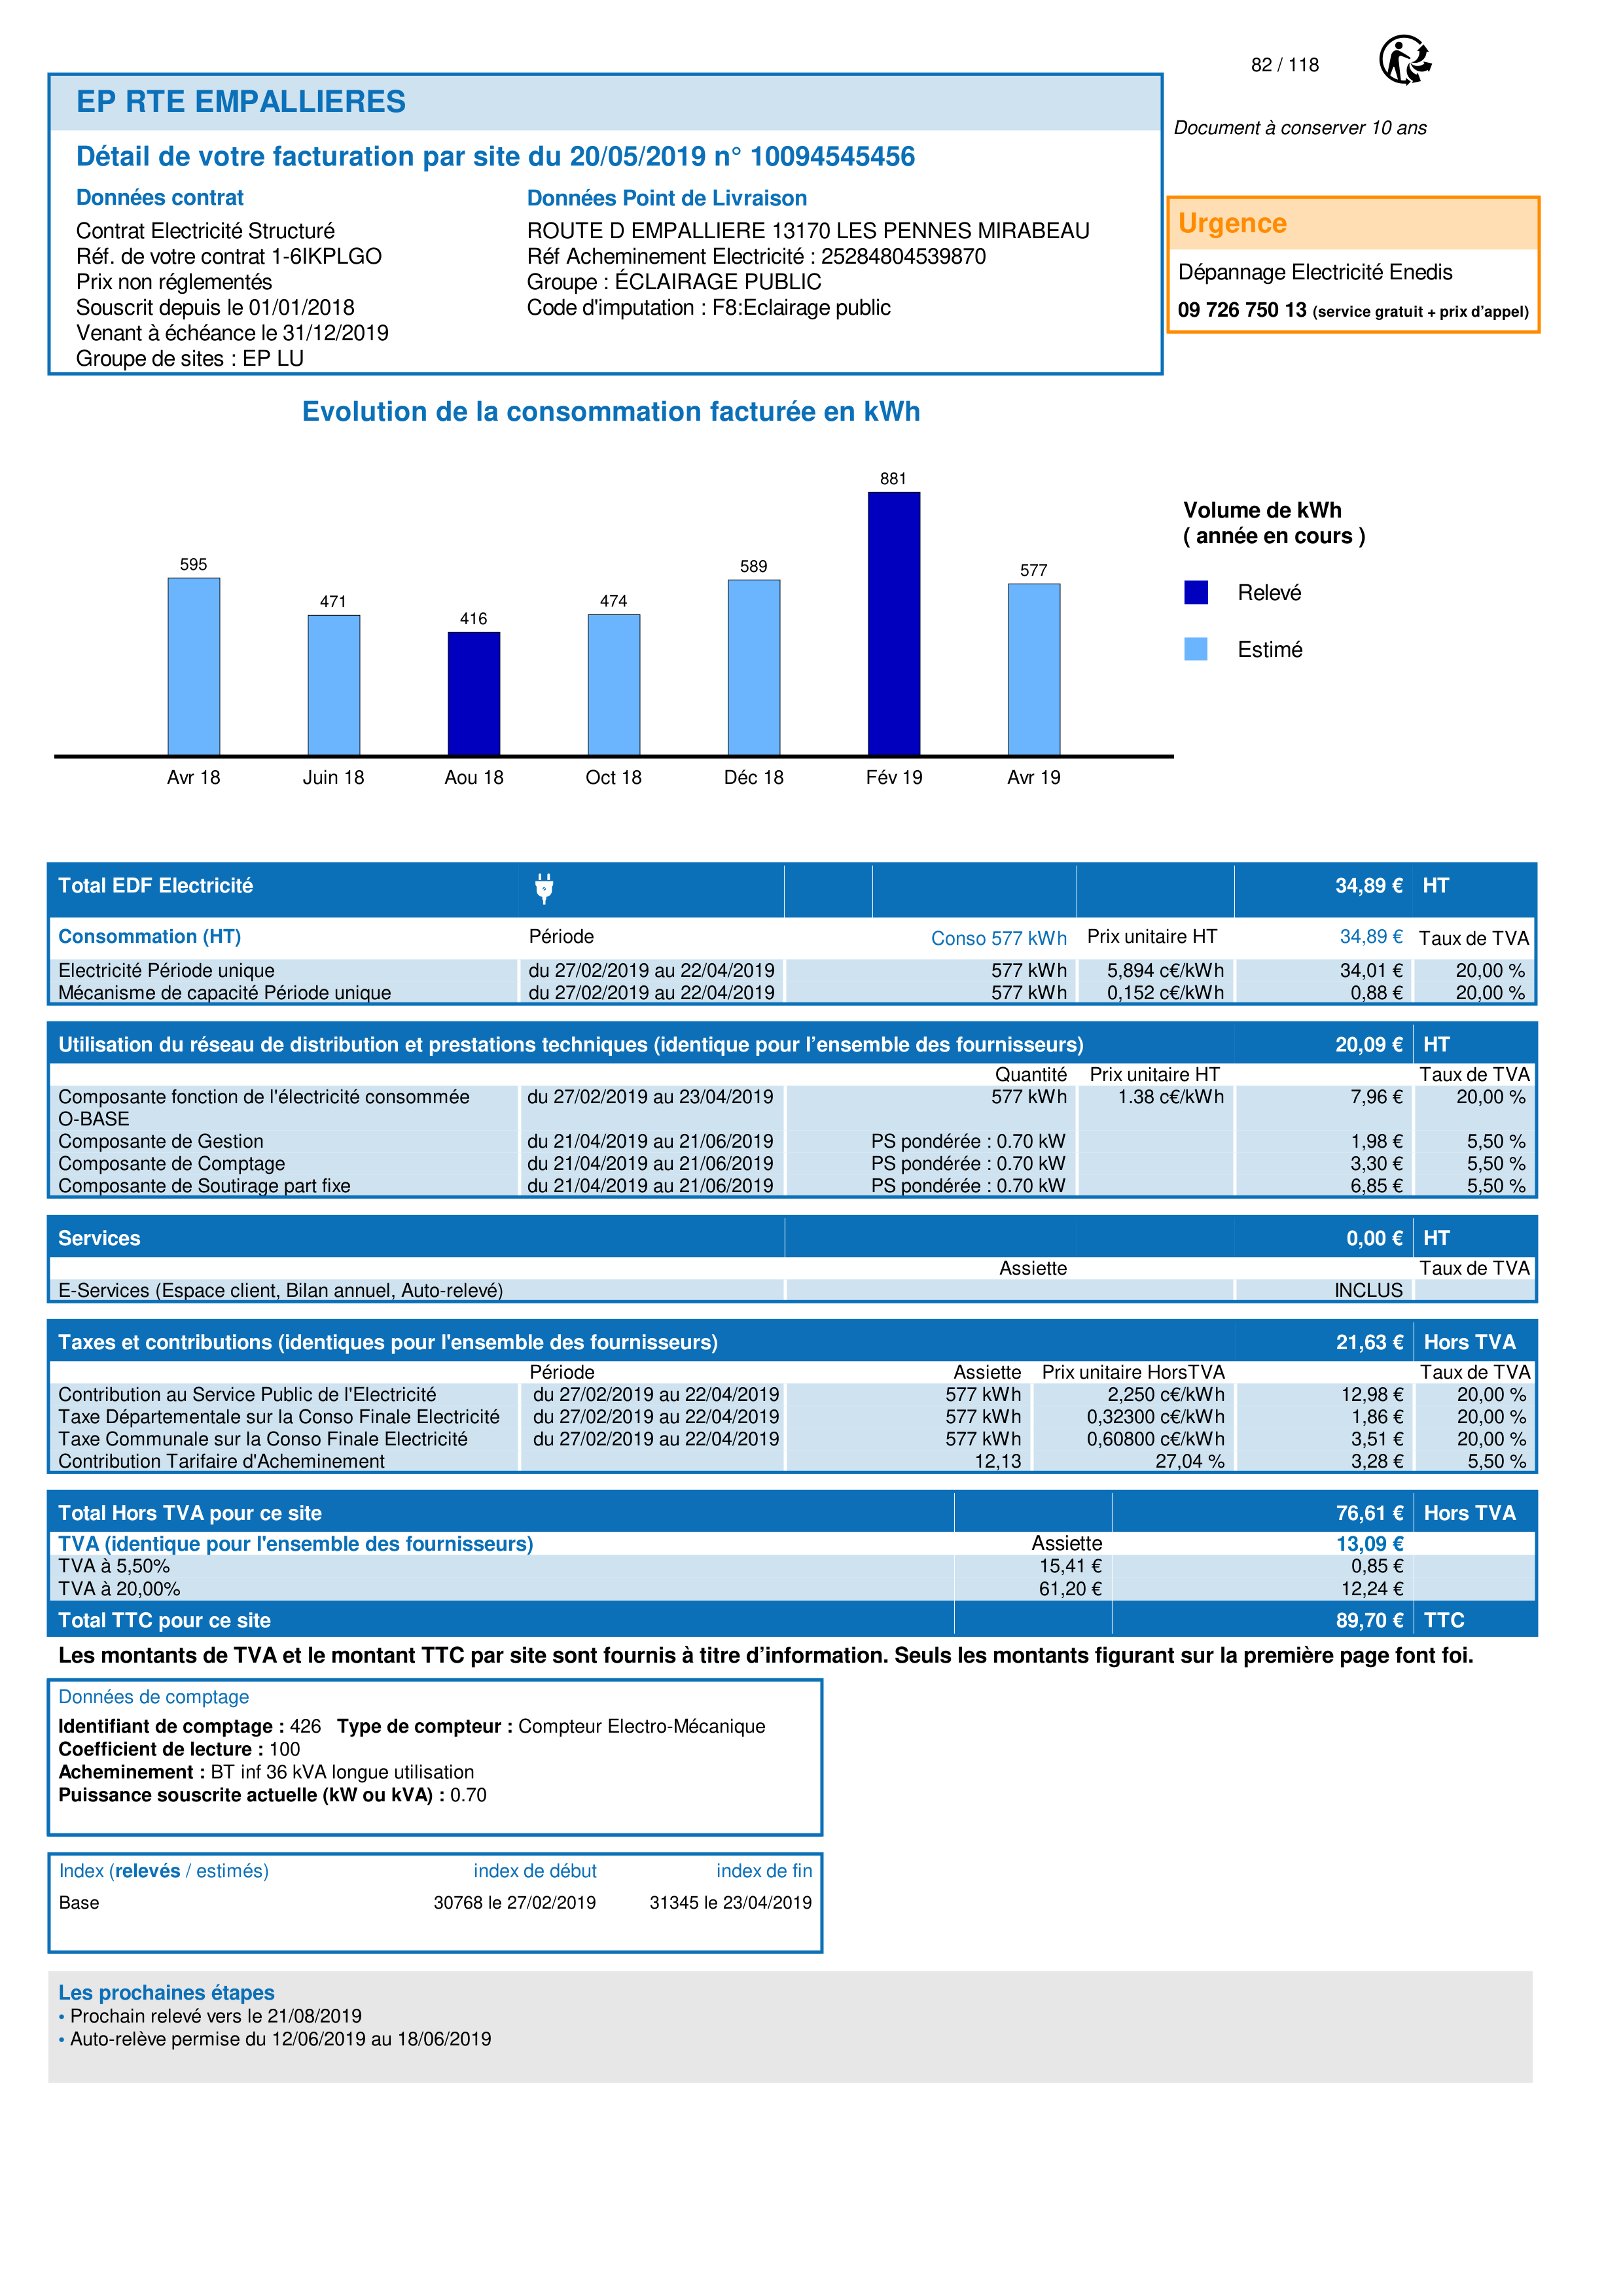 82 / 118
EP RTE EMPALLIERES
Document à conserver 10 ans
Détail de votre facturation par site du 20/05/2019 n° 10094545456
Données contrat
Contrat Electricité Structuré
Réf. de votre contrat 1-6IKPLGO
Prix non réglementés
Souscrit depuis le 01/01/2018
Venant à échéance le 31/12/2019
Groupe de sites : EP LU
Données Point de Livraison
ROUTE D EMPALLIERE 13170 LES PENNES MIRABEAU
Réf Acheminement Electricité : 25284804539870
Groupe : ÉCLAIRAGE PUBLIC
Code d'imputation : F8:Eclairage public
Urgence
Dépannage Electricité Enedis
09 726 750 13 (service gratuit + prix d’appel)
Evolution de la consommation facturée en kWh
595 471 416 474 589 881 577
Avr 18 Juin 18 Aou 18 Oct 18 Déc 18 Fév 19 Avr 19
Volume de kWh
( année en cours )
Relevé
Estimé
Total EDF Electricité 34,89 € HT
Consommation (HT) Période Conso 577 kWh Prix unitaire HT 34,89 € Taux de TVA
Electricité Période unique du 27/02/2019 au 22/04/2019 577 kWh 5,894 c€/kWh 34,01 € 20,00 %
Mécanisme de capacité Période unique du 27/02/2019 au 22/04/2019 577 kWh 0,152 c€/kWh 0,88 € 20,00 %
Utilisation du réseau de distribution et prestations techniques (identique pour l’ensemble des fournisseurs) 20,09 € HT
Quantité Prix unitaire HT Taux de TVA
Composante fonction de l'électricité consommée du 27/02/2019 au 23/04/2019 577 kWh 1.38 c€/kWh 7,96 € 20,00 %
O-BASE
Composante de Gestion du 21/04/2019 au 21/06/2019 PS pondérée : 0.70 kW 1,98 € 5,50 %
Composante de Comptage du 21/04/2019 au 21/06/2019 PS pondérée : 0.70 kW 3,30 € 5,50 %
Composante de Soutirage part fixe du 21/04/2019 au 21/06/2019 PS pondérée : 0.70 kW 6,85 € 5,50 %
Services 0,00 € HT
Assiette Taux de TVA
E-Services (Espace client, Bilan annuel, Auto-relevé) INCLUS
Taxes et contributions (identiques pour l'ensemble des fournisseurs) 21,63 € Hors TVA
Période Assiette Prix unitaire HorsTVA Taux de TVA
Contribution au Service Public de l'Electricité du 27/02/2019 au 22/04/2019 577 kWh 2,250 c€/kWh 12,98 € 20,00 %
Taxe Départementale sur la Conso Finale Electricité du 27/02/2019 au 22/04/2019 577 kWh 0,32300 c€/kWh 1,86 € 20,00 %
Taxe Communale sur la Conso Finale Electricité du 27/02/2019 au 22/04/2019 577 kWh 0,60800 c€/kWh 3,51 € 20,00 %
Contribution Tarifaire d'Acheminement 12,13 27,04 % 3,28 € 5,50 %
Total Hors TVA pour ce site 76,61 € Hors TVA
TVA (identique pour l'ensemble des fournisseurs) Assiette 13,09 €
TVA à 5,50% 15,41 € 0,85 €
TVA à 20,00% 61,20 € 12,24 €
Total TTC pour ce site 89,70 € TTC
Les montants de TVA et le montant TTC par site sont fournis à titre d’information. Seuls les montants figurant sur la première page font foi.
Données de comptage
Identifiant de comptage : 426 Type de compteur : Compteur Electro-Mécanique
Coefficient de lecture : 100
Acheminement : BT inf 36 kVA longue utilisation
Puissance souscrite actuelle (kW ou kVA) : 0.70
Index (relevés / estimés) index de début index de fin
Base 30768 le 27/02/2019 31345 le 23/04/2019
Les prochaines étapes
• Prochain relevé vers le 21/08/2019
• Auto-relève permise du 12/06/2019 au 18/06/2019